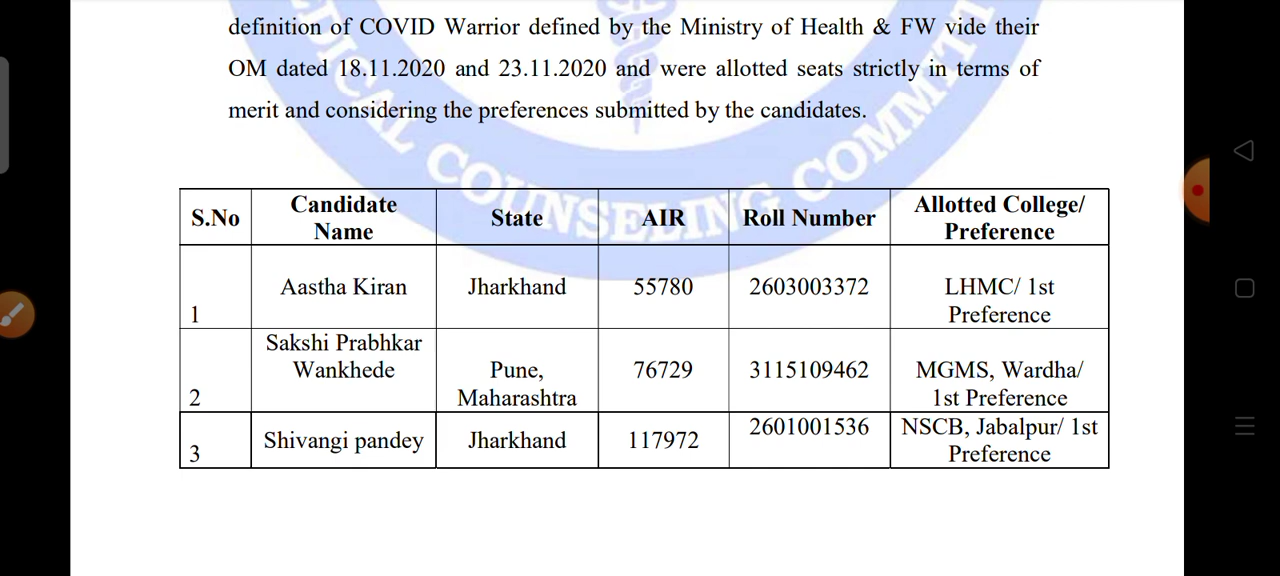 definition of COVID Warrior defined by the Ministry of Health & FW vide their
OM dated 18.11.2020 and 23.11.2020 and were allotted seats strictly in terms of
merit and considering the preferences submitted by the candidates.
S.No Candidate Name State AIR Roll Number Allotted College/ Preference
1 Aastha Kiran Jharkhand 55780 2603003372 LHMC/ 1st Preference
2 Sakshi Prabhkar Wankhede Pune, Maharashtra 76729 3115109462 MGMS, Wardha/ 1st Preference
3 Shivangi pandey Jharkhand 117972 2601001536 NSCB, Jabalpur/ 1st Preference
COUNSELING